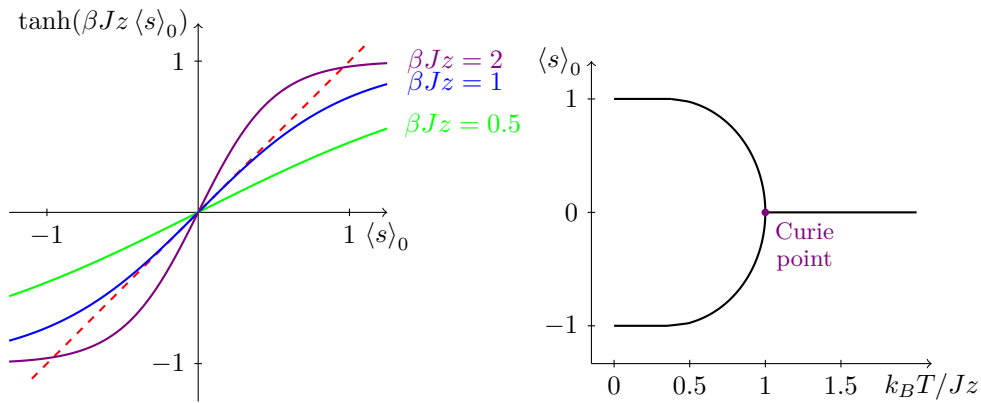 tanh(βJz ⟨s⟩₀)
1
βJz = 2
βJz = 1
βJz = 0.5
−1
1 ⟨s⟩₀
−1
⟨s⟩₀
1
0
Curie
point
−1
0 0.5 1 1.5 k_BT/Jz